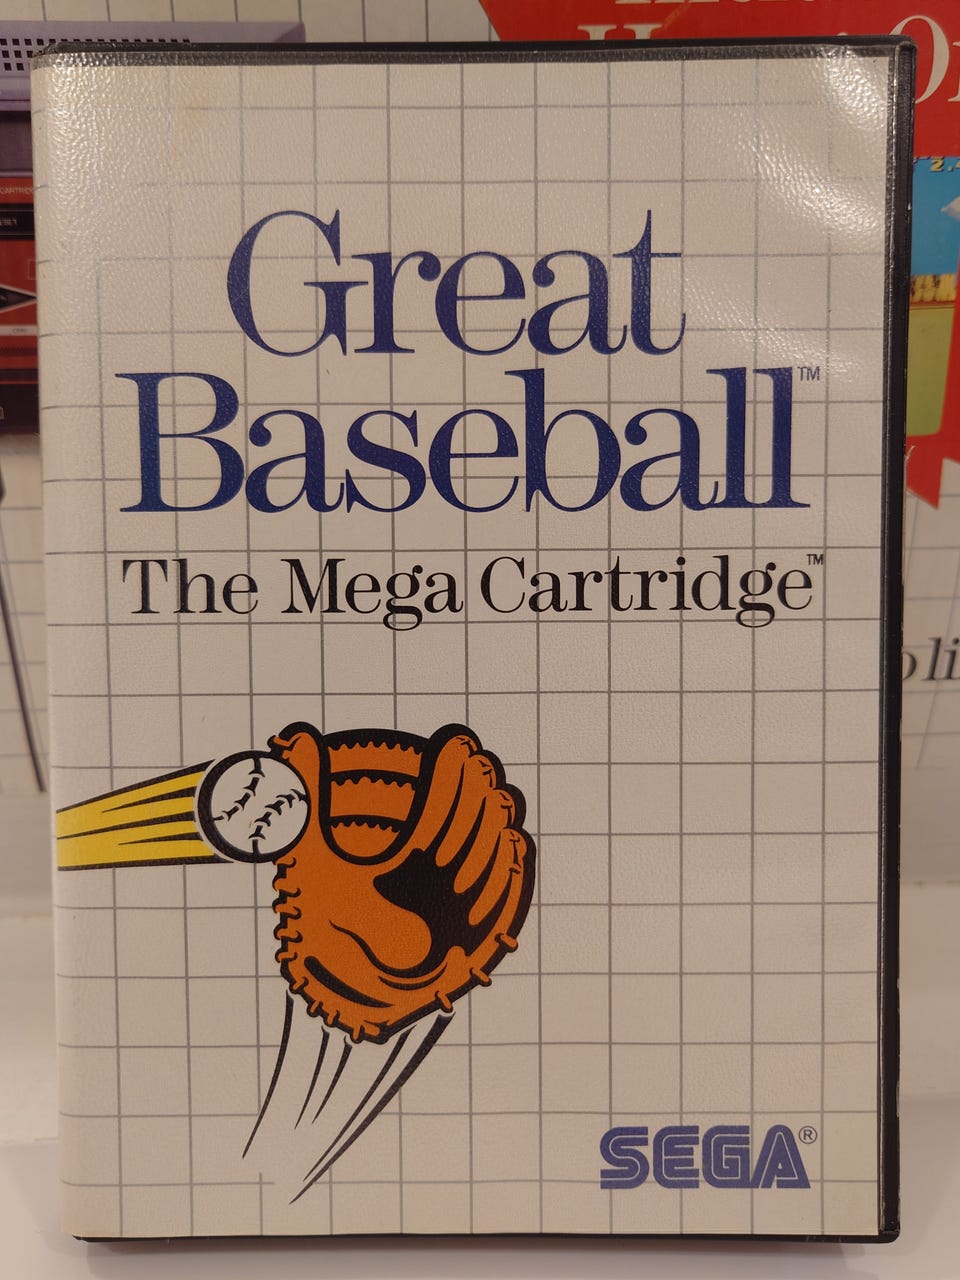 Great
Baseball™
The Mega Cartridge™
SEGA®